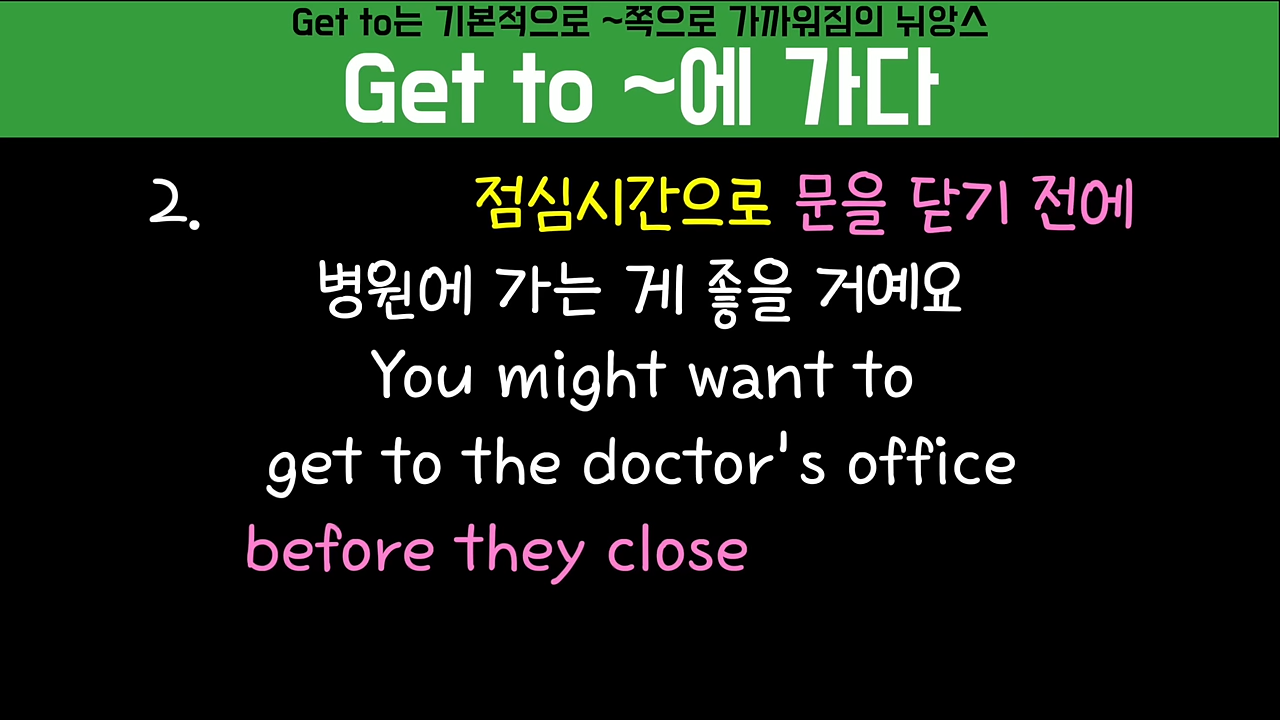 Get to는 기본적으로 ~쪽으로 가까워짐의 뉘앙스
Get to ~에 가다
2. 점심시간으로 문을 닫기 전에
병원에 가는 게 좋을 거예요
You might want to
get to the doctor's office
before they close